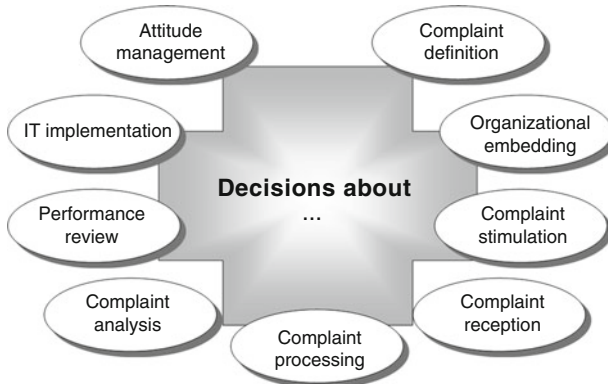 Attitude
management
Complaint
definition
IT implementation
Organizational
embedding
Decisions about
...
Performance
review
Complaint
stimulation
Complaint
analysis
Complaint
reception
Complaint
processing